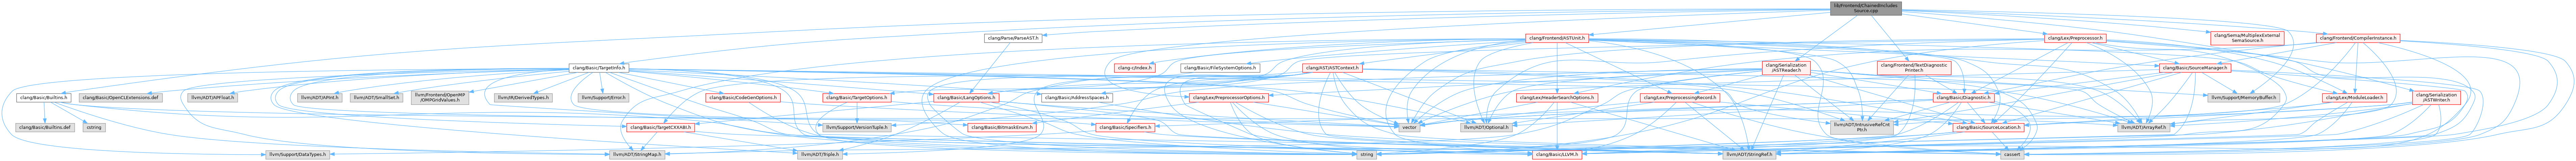 lib/Frontend/ChainedIncludes
Source.cpp
clang/Parse/ParseAST.h
clang/Frontend/ASTUnit.h
clang/Lex/Preprocessor.h
clang/Sema/MultiplexExternal
SemaSource.h
clang/Frontend/CompilerInstance.h
clang/Basic/TargetInfo.h
clang-c/Index.h
clang/Basic/FileSystemOptions.h
clang/AST/ASTContext.h
clang/Serialization
/ASTReader.h
clang/Frontend/TextDiagnostic
Printer.h
clang/Basic/SourceManager.h
clang/Basic/Builtins.h
clang/Basic/OpenCLExtensions.def
llvm/ADT/APFloat.h
llvm/ADT/APInt.h
llvm/ADT/SmallSet.h
llvm/Frontend/OpenMP
/OMPGridValues.h
llvm/IR/DerivedTypes.h
llvm/Support/Error.h
clang/Basic/CodeGenOptions.h
clang/Basic/TargetOptions.h
clang/Basic/LangOptions.h
clang/Basic/AddressSpaces.h
clang/Lex/PreprocessorOptions.h
clang/Lex/HeaderSearchOptions.h
clang/Lex/PreprocessingRecord.h
clang/Basic/Diagnostic.h
llvm/Support/MemoryBuffer.h
clang/Lex/ModuleLoader.h
clang/Serialization
/ASTWriter.h
clang/Basic/Builtins.def
cstring
clang/Basic/TargetCXXABI.h
llvm/Support/VersionTuple.h
clang/Basic/BitmaskEnum.h
clang/Basic/Specifiers.h
vector
llvm/ADT/Optional.h
llvm/ADT/IntrusiveRefCnt
Ptr.h
clang/Basic/SourceLocation.h
llvm/ADT/ArrayRef.h
llvm/Support/DataTypes.h
llvm/ADT/StringMap.h
llvm/ADT/Triple.h
string
clang/Basic/LLVM.h
llvm/ADT/StringRef.h
cassert